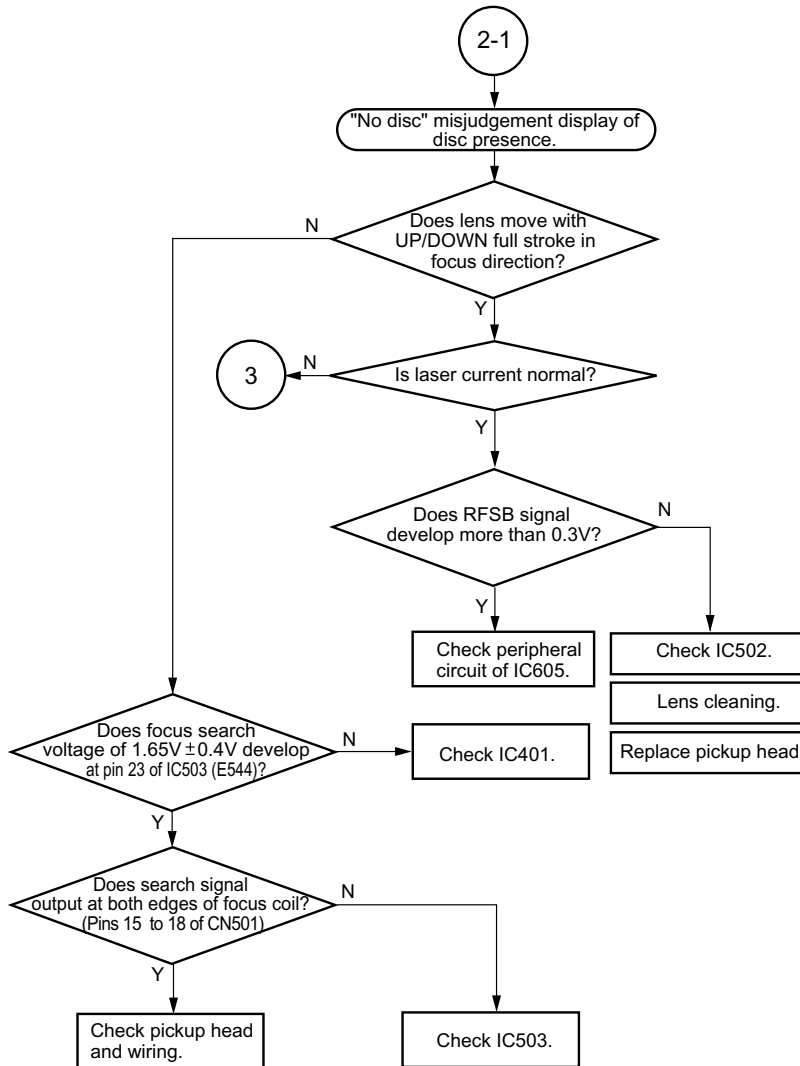 2-1
"No disc" misjudgement display of
disc presence.
N
Does lens move with
UP/DOWN full stroke in
focus direction?
Y
3
N
Is laser current normal?
Y
Does RFSB signal
develop more than 0.3V?
N
Y
Check peripheral
circuit of IC605.
Check IC502.
Lens cleaning.
Replace pickup head
Does focus search
voltage of 1.65V±0.4V develop
at pin 23 of IC503 (E544)?
N
Check IC401.
Y
Does search signal
output at both edges of focus coil?
(Pins 15 to 18 of CN501)
N
Y
Check pickup head
and wiring.
Check IC503.